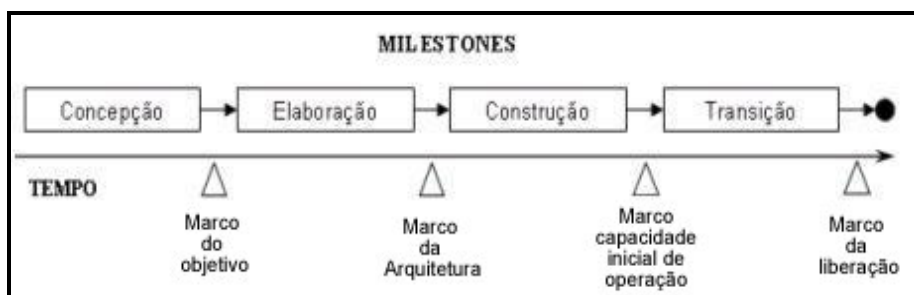 MILESTONES
Concepção
Elaboração
Construção
Transição
TEMPO
Marco
do
objetivo
Marco
da
Arquitetura
Marco
capacidade
inicial de
operação
Marco
da
liberação